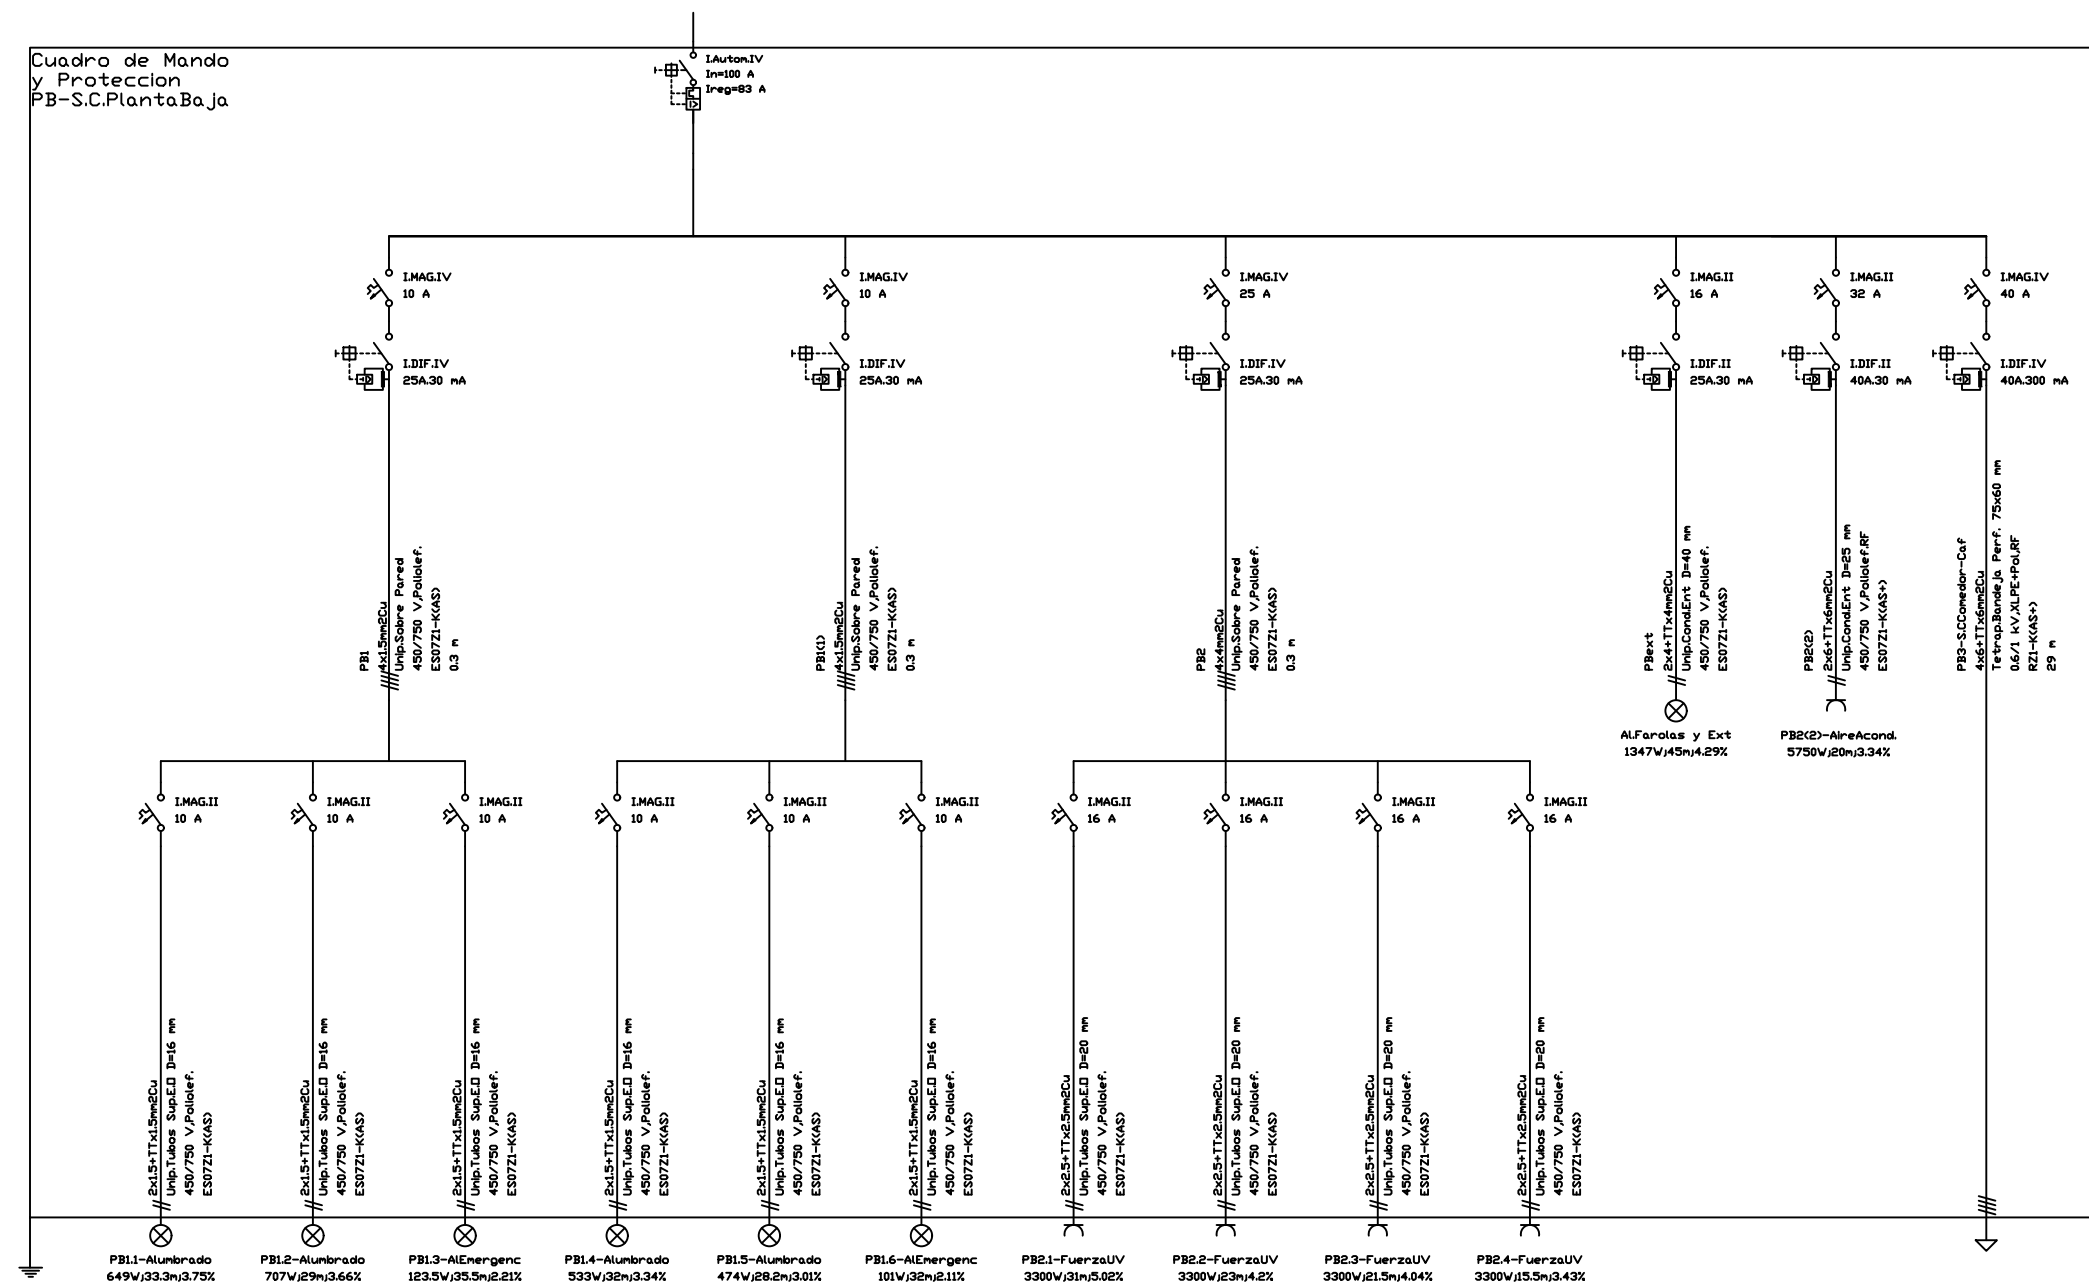 Cuadro de Mando
y Proteccion
PB-S.C.PlantaBaja
I.Autom.IV
In=100 A
Ireg=83 A
I.MAG.IV
10 A
I.DIF.IV
25A.30 mA
PB1
4x1.5mm2Cu
Unip.Sobre Pared
450/750 V,Poliolef.
ES07Z1-K(AS)
0.3 m
I.MAG.IV
10 A
I.DIF.IV
25A.30 mA
PB1(1)
4x1.5mm2Cu
Unip.Sobre Pared
450/750 V,Poliolef.
ES07Z1-K(AS)
0.3 m
I.MAG.IV
25 A
I.DIF.IV
25A.30 mA
PB2
4x4mm2Cu
Unip.Sobre Pared
450/750 V,Poliolef.
ES07Z1-K(AS)
0.3 m
I.MAG.II
16 A
I.DIF.II
25A.30 mA
PBext
2x4+TTx4mm2Cu
Unip.Cond.Ent D=40 mm
450/750 V,Poliolef.
ES07Z1-K(AS)
Al.Farolas y Ext
1347W;45m;4.29%
I.MAG.II
32 A
I.DIF.II
40A.30 mA
PB2(2)
2x6+TTx6mm2Cu
Unip.Cond.Ent D=25 mm
450/750 V,Poliolef.RF
ES07Z1-K(AS+)
PB2(2)-AireAcond.
5750W;20m;3.34%
I.MAG.IV
40 A
I.DIF.IV
40A.300 mA
PB3-S.CComedor-Caf
4x6+TTx6mm2Cu
Tetrap.Bandeja Perf. 75x60 mm
0.6/1 kV,XLPE+Pol,RF
RZ1-K(AS+)
29 m
I.MAG.II
10 A
2x1.5+TTx1.5mm2Cu
Unip.Tubos Sup.E.O D=16 mm
450/750 V,Poliolef.
ES07Z1-K(AS)
PB1.1-Alumbrado
649W;33.3m;3.75%
I.MAG.II
10 A
2x1.5+TTx1.5mm2Cu
Unip.Tubos Sup.E.O D=16 mm
450/750 V,Poliolef.
ES07Z1-K(AS)
PB1.2-Alumbrado
707W;29m;3.66%
I.MAG.II
10 A
2x1.5+TTx1.5mm2Cu
Unip.Tubos Sup.E.O D=16 mm
450/750 V,Poliolef.
ES07Z1-K(AS)
PB1.3-AlEmergenc
123.5W;35.5m;2.21%
I.MAG.II
10 A
2x1.5+TTx1.5mm2Cu
Unip.Tubos Sup.E.O D=16 mm
450/750 V,Poliolef.
ES07Z1-K(AS)
PB1.4-Alumbrado
533W;32m;3.34%
I.MAG.II
10 A
2x1.5+TTx1.5mm2Cu
Unip.Tubos Sup.E.O D=16 mm
450/750 V,Poliolef.
ES07Z1-K(AS)
PB1.5-Alumbrado
474W;28.2m;3.01%
I.MAG.II
10 A
2x1.5+TTx1.5mm2Cu
Unip.Tubos Sup.E.O D=16 mm
450/750 V,Poliolef.
ES07Z1-K(AS)
PB1.6-AlEmergenc
101W;32m;2.11%
I.MAG.II
16 A
2x2.5+TTx2.5mm2Cu
Unip.Tubos Sup.E.O D=20 mm
450/750 V,Poliolef.
ES07Z1-K(AS)
PB2.1-FuerzaUV
3300W;31m;5.02%
I.MAG.II
16 A
2x2.5+TTx2.5mm2Cu
Unip.Tubos Sup.E.O D=20 mm
450/750 V,Poliolef.
ES07Z1-K(AS)
PB2.2-FuerzaUV
3300W;23m;4.2%
I.MAG.II
16 A
2x2.5+TTx2.5mm2Cu
Unip.Tubos Sup.E.O D=20 mm
450/750 V,Poliolef.
ES07Z1-K(AS)
PB2.3-FuerzaUV
3300W;21.5m;4.04%
I.MAG.II
16 A
2x2.5+TTx2.5mm2Cu
Unip.Tubos Sup.E.O D=20 mm
450/750 V,Poliolef.
ES07Z1-K(AS)
PB2.4-FuerzaUV
3300W;15.5m;3.43%